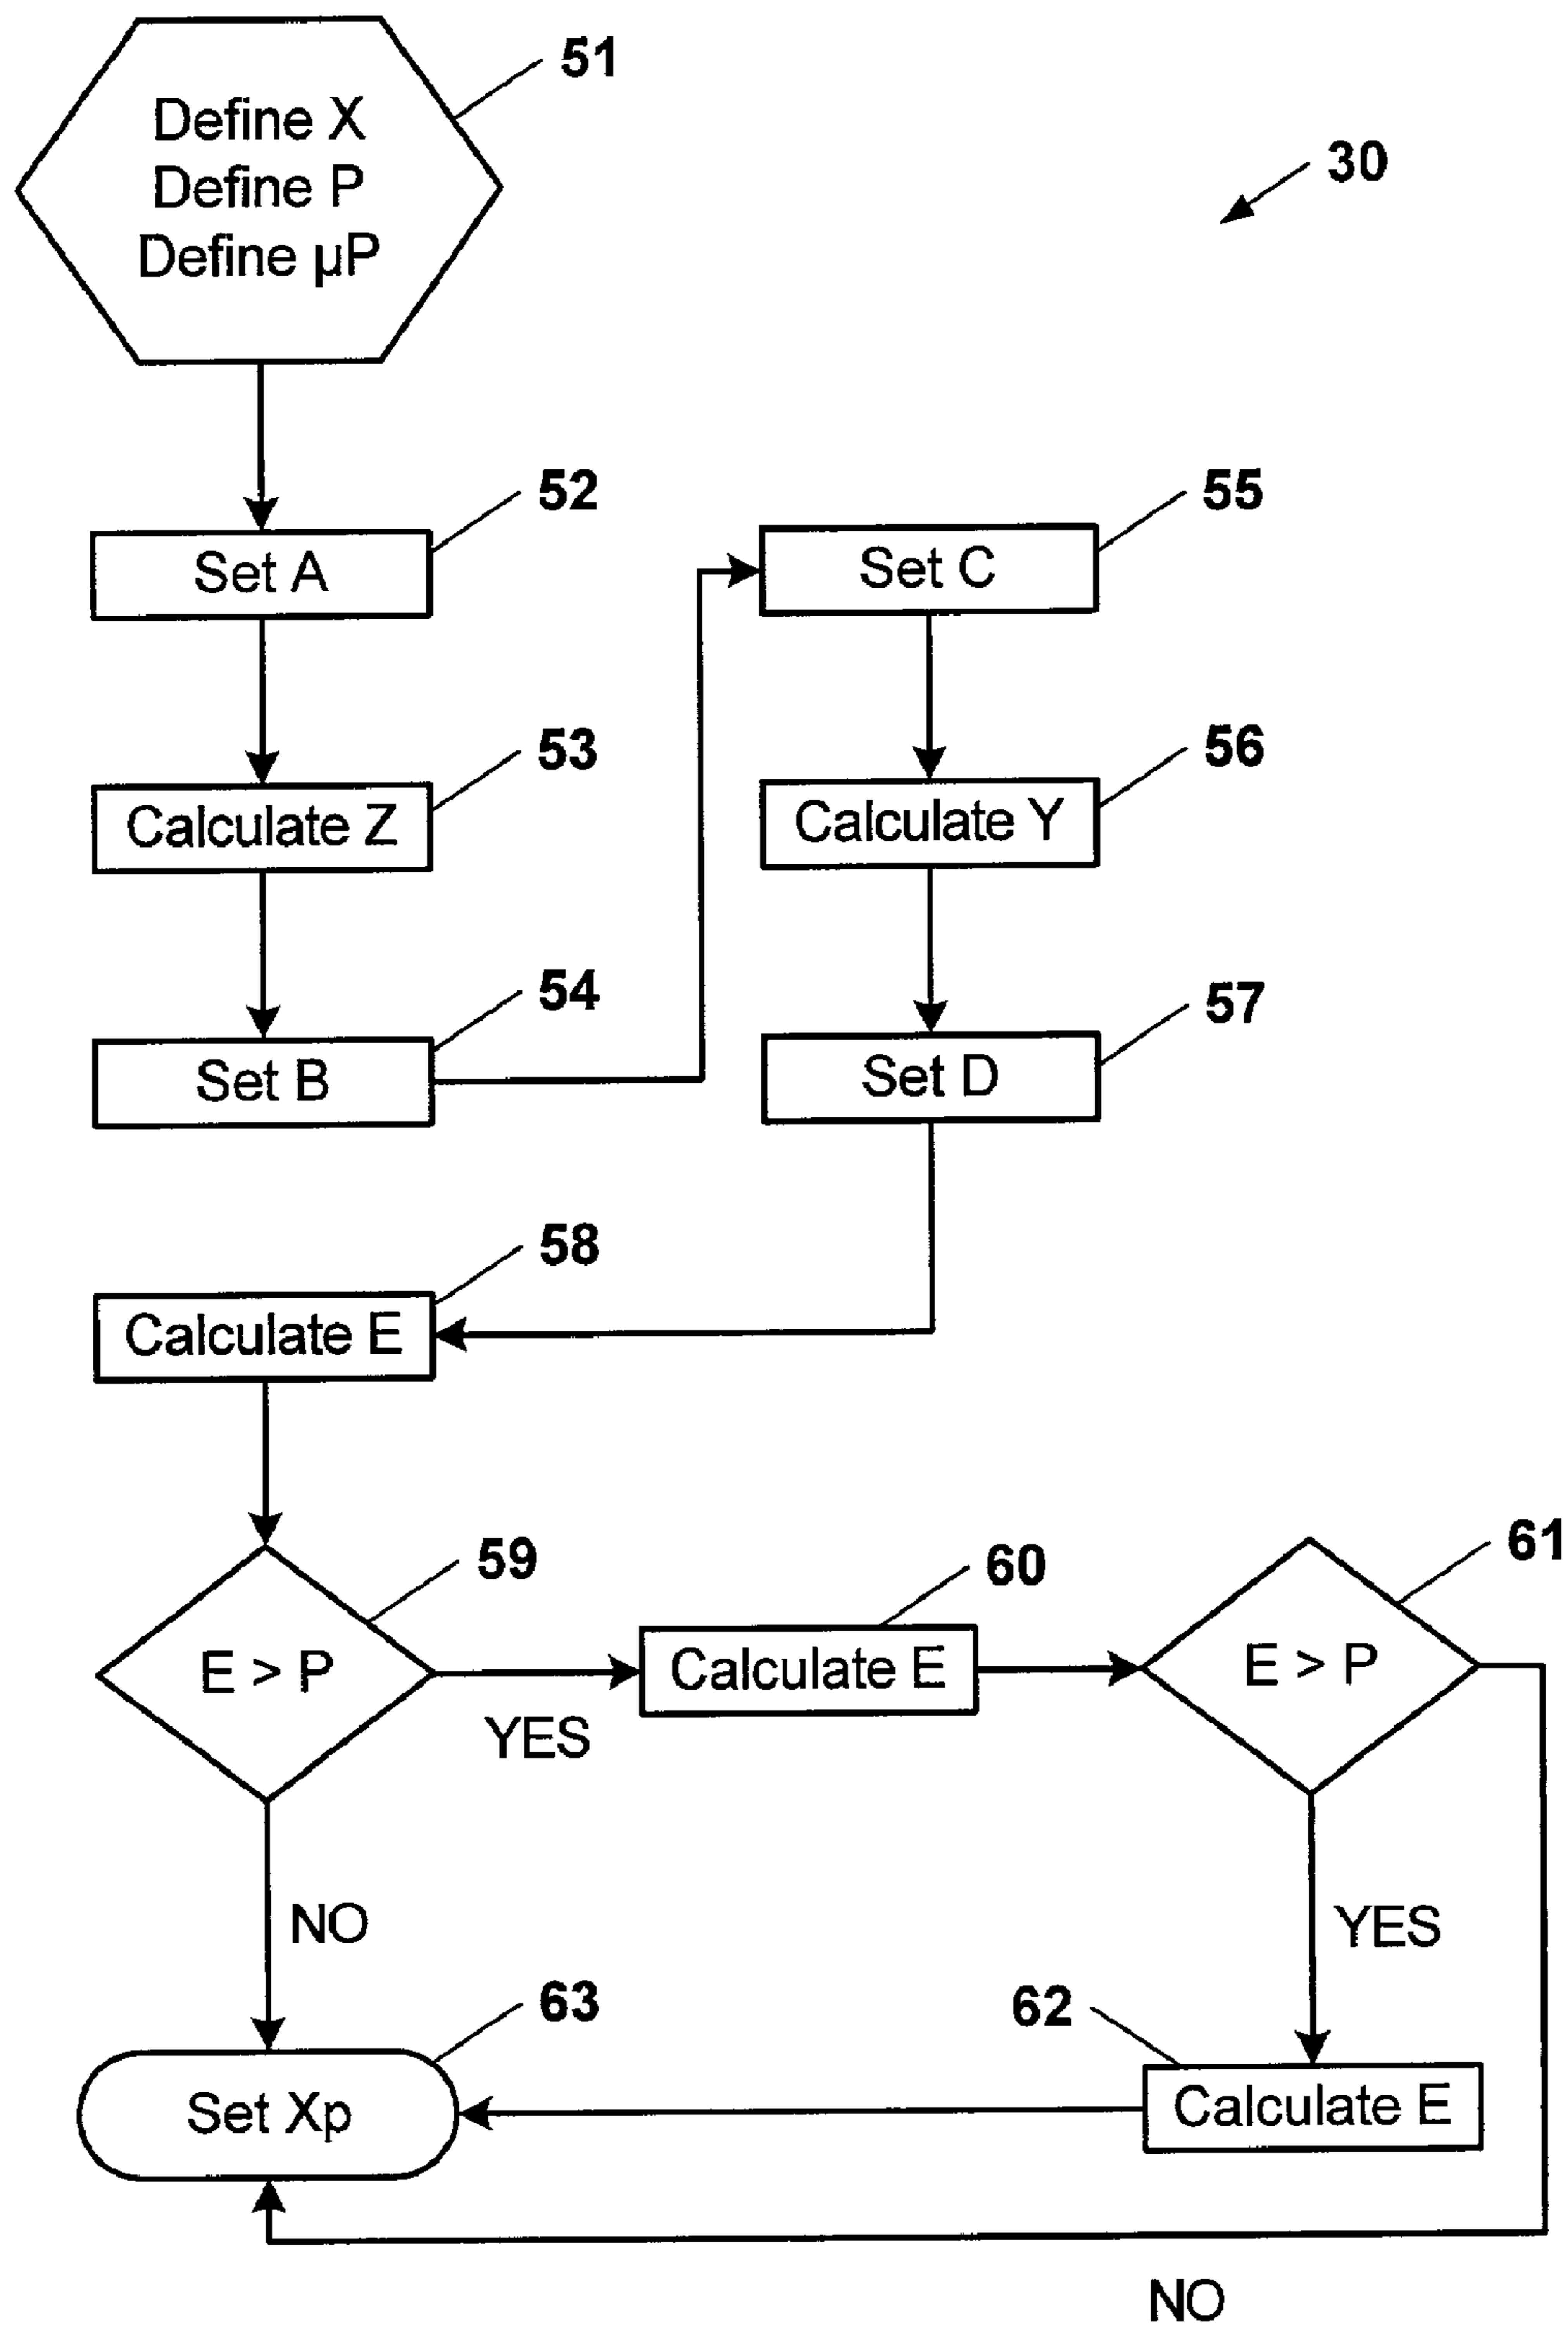 51
Define X
Define P
Define µP
30
52
Set A
53
Calculate Z
54
Set B
55
Set C
56
Calculate Y
57
Set D
58
Calculate E
59
E > P
YES
60
Calculate E
61
E > P
NO
YES
63
Set Xp
62
Calculate E
NO